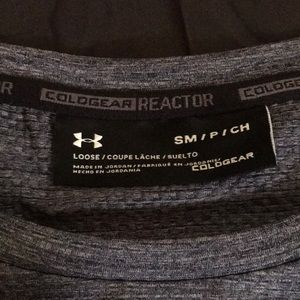 COLDGEAR REACTOR
SM / P / CH
LOOSE / COUPE LÂCHE / SUELTO
MADE IN JORDAN / FABRIQUÉ EN JORDANIE /
HECHO EN JORDANIA
COLDGEAR